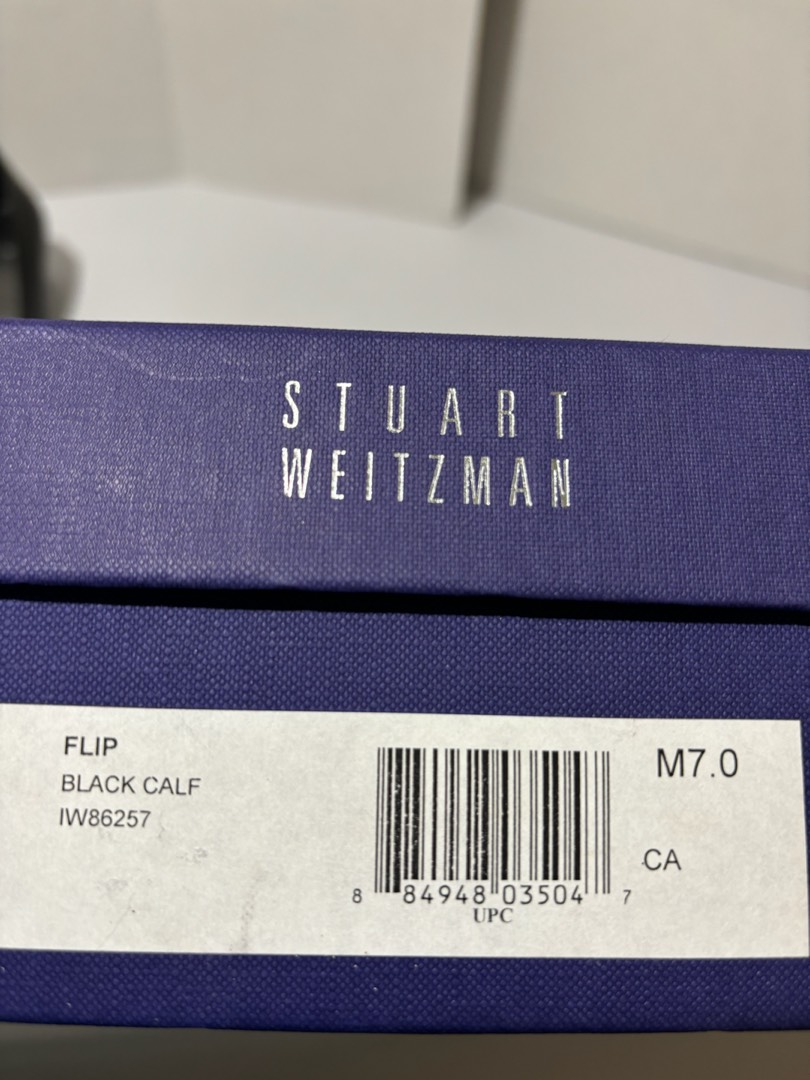 STUART
WEITZMAN
FLIP
BLACK CALF
IW86257
M7.0
CA
8 84948 03504 7
UPC